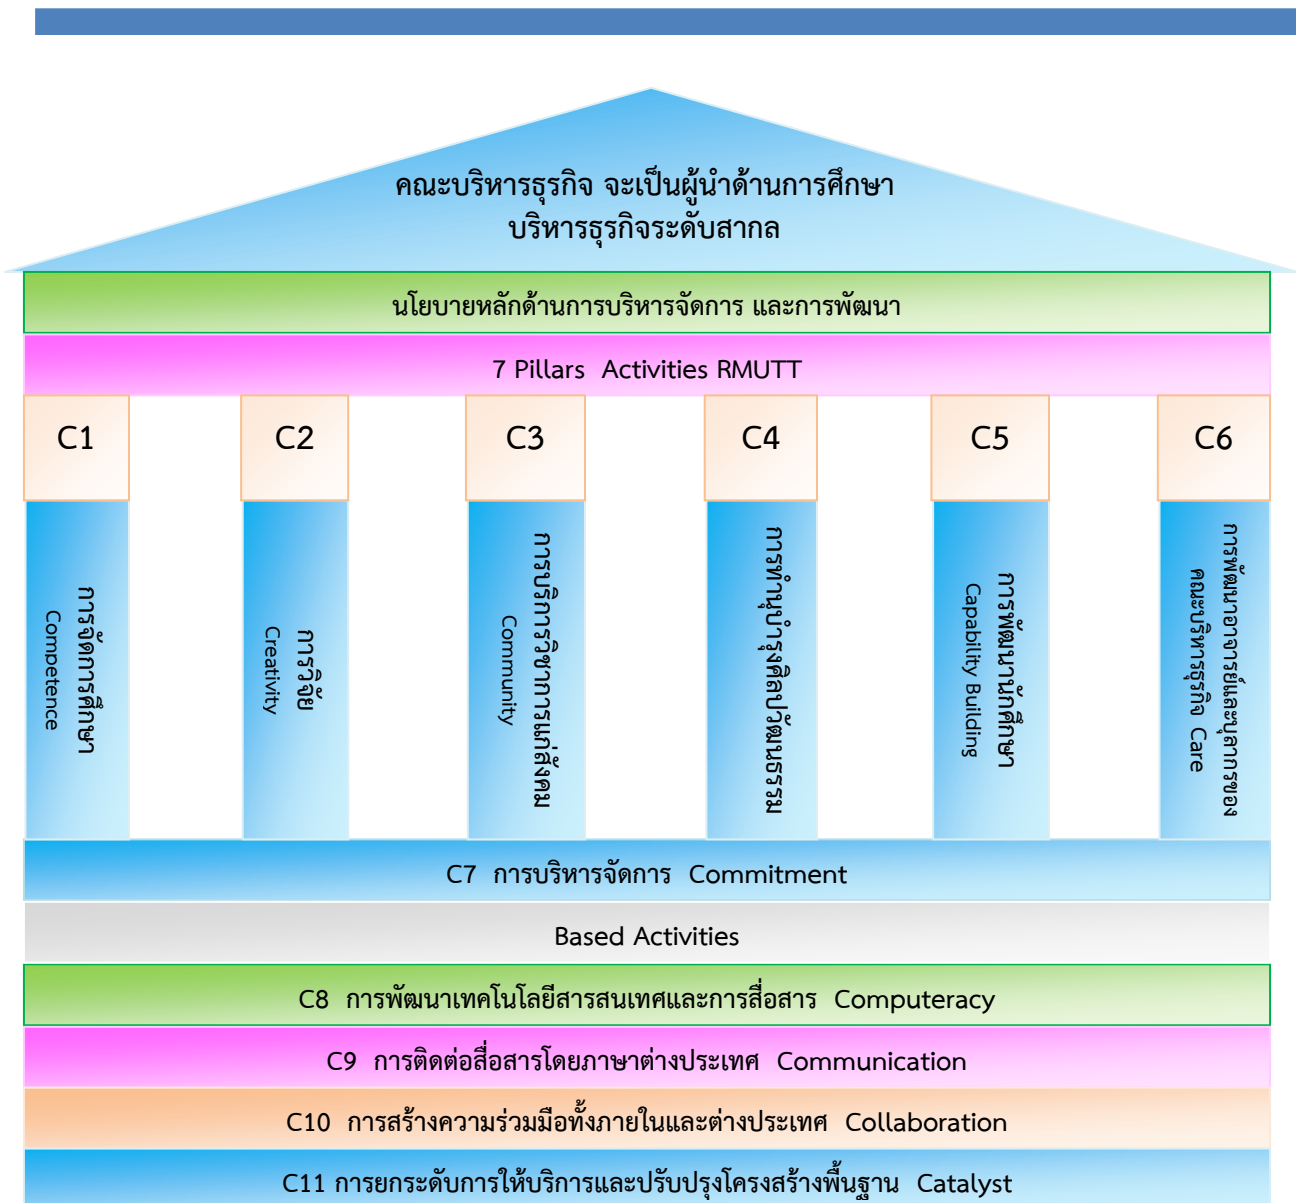 คณะบริหารธุรกิจ จะเป็นผู้นำด้านการศึกษา
บริหารธุรกิจระดับสากล
นโยบายหลักด้านการบริหารจัดการ และการพัฒนา
7 Pillars Activities RMUTT
C1
C2
C3
C4
C5
C6
การจัดการศึกษา
Competence
การวิจัย
Creativity
การบริการวิชาการแก่สังคม
Community
การทำนุบำรุงศิลปวัฒนธรรม
การพัฒนานักศึกษา
Capability Building
การพัฒนาอาจารย์และบุลากรของ
คณะบริหารธุรกิจ Care
C7 การบริหารจัดการ Commitment
Based Activities
C8 การพัฒนาเทคโนโลยีสารสนเทศและการสื่อสาร Computeracy
C9 การติดต่อสื่อสารโดยภาษาต่างประเทศ Communication
C10 การสร้างความร่วมมือทั้งภายในและต่างประเทศ Collaboration
C11 การยกระดับการให้บริการและปรับปรุงโครงสร้างพื้นฐาน Catalyst